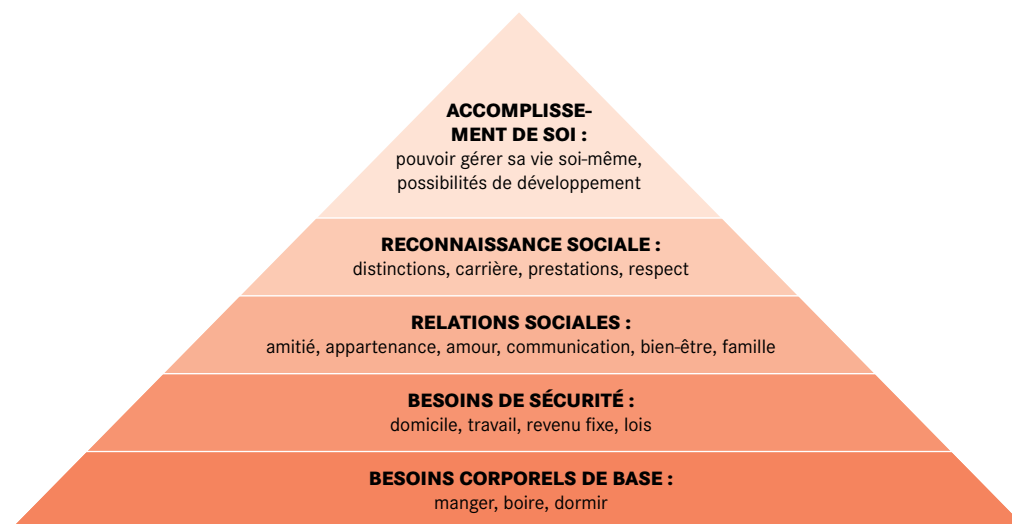 ACCOMPLISSE-
MENT DE SOI :
pouvoir gérer sa vie soi-même,
possibilités de développement
RECONNAISSANCE SOCIALE :
distinctions, carrière, prestations, respect
RELATIONS SOCIALES :
amitié, appartenance, amour, communication, bien-être, famille
BESOINS DE SÉCURITÉ :
domicile, travail, revenu fixe, lois
BESOINS CORPORELS DE BASE :
manger, boire, dormir